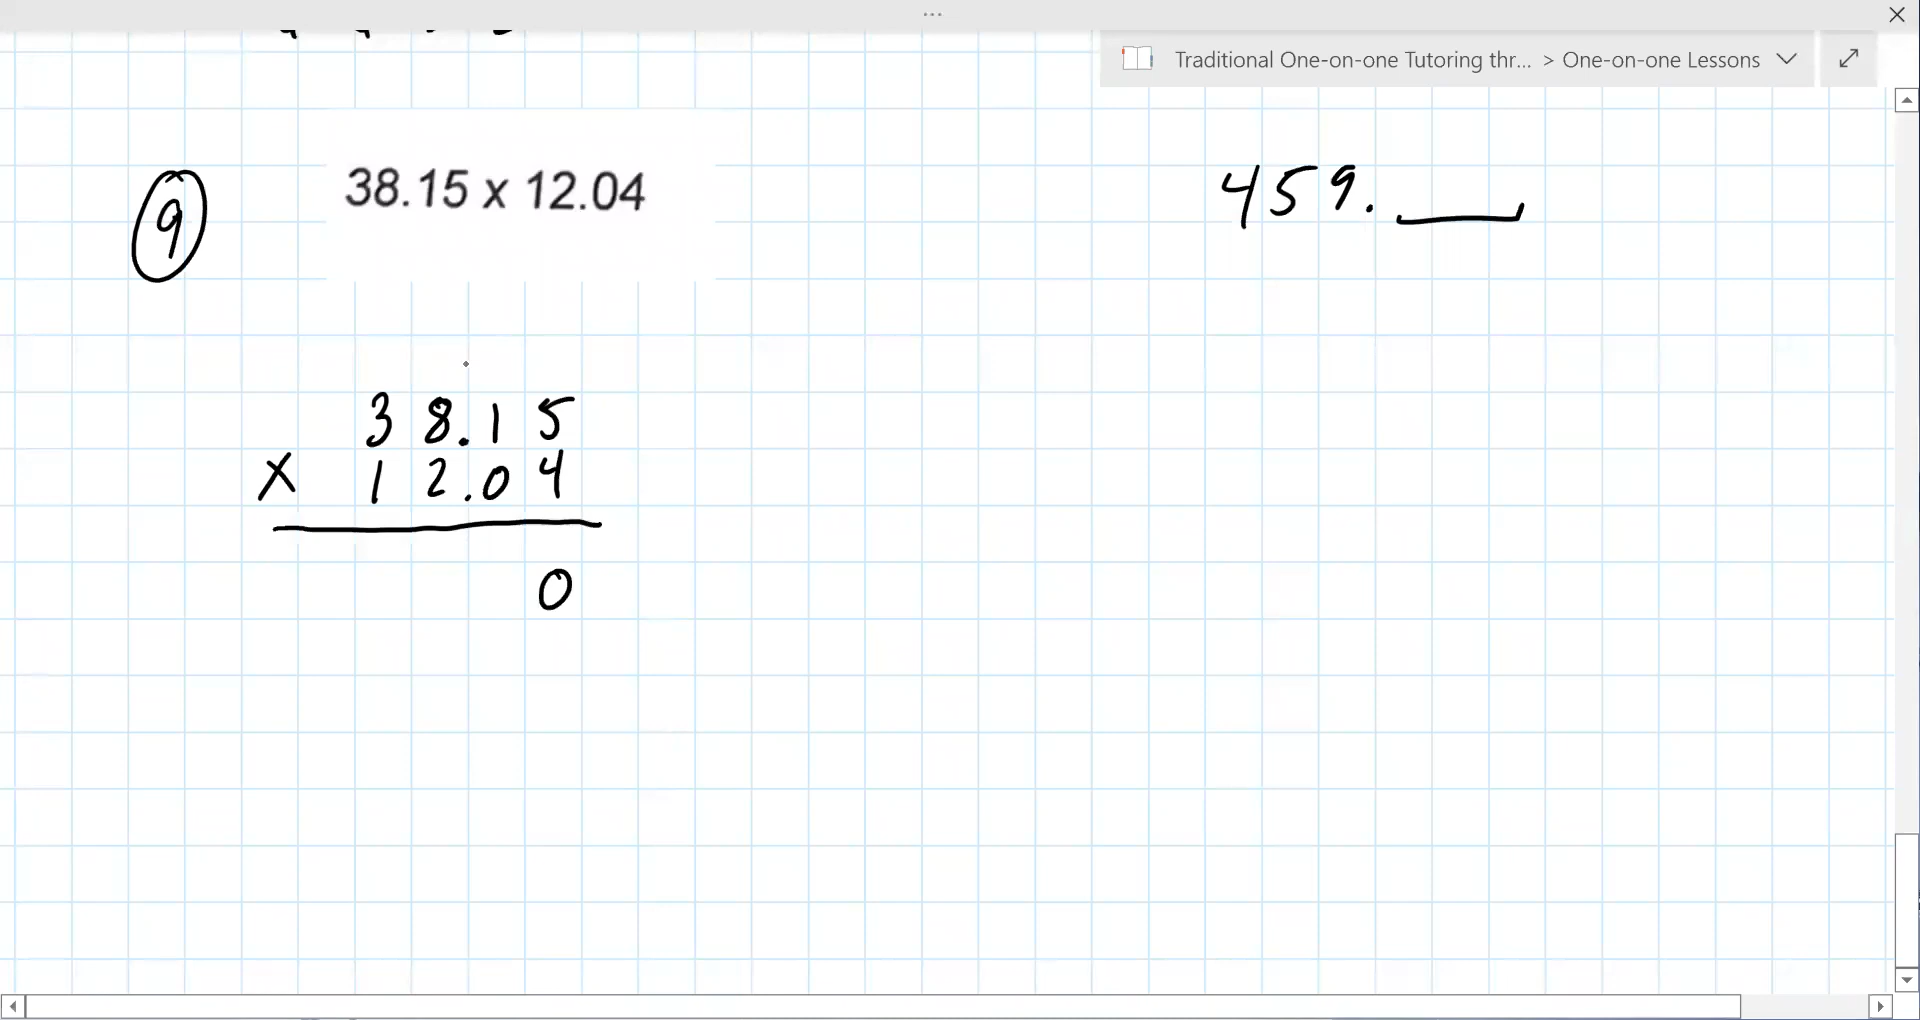 Traditional One-on-one Tutoring thr... > One-on-one Lessons
9
38.15 x 12.04
459.
38.15
X 12.04
0